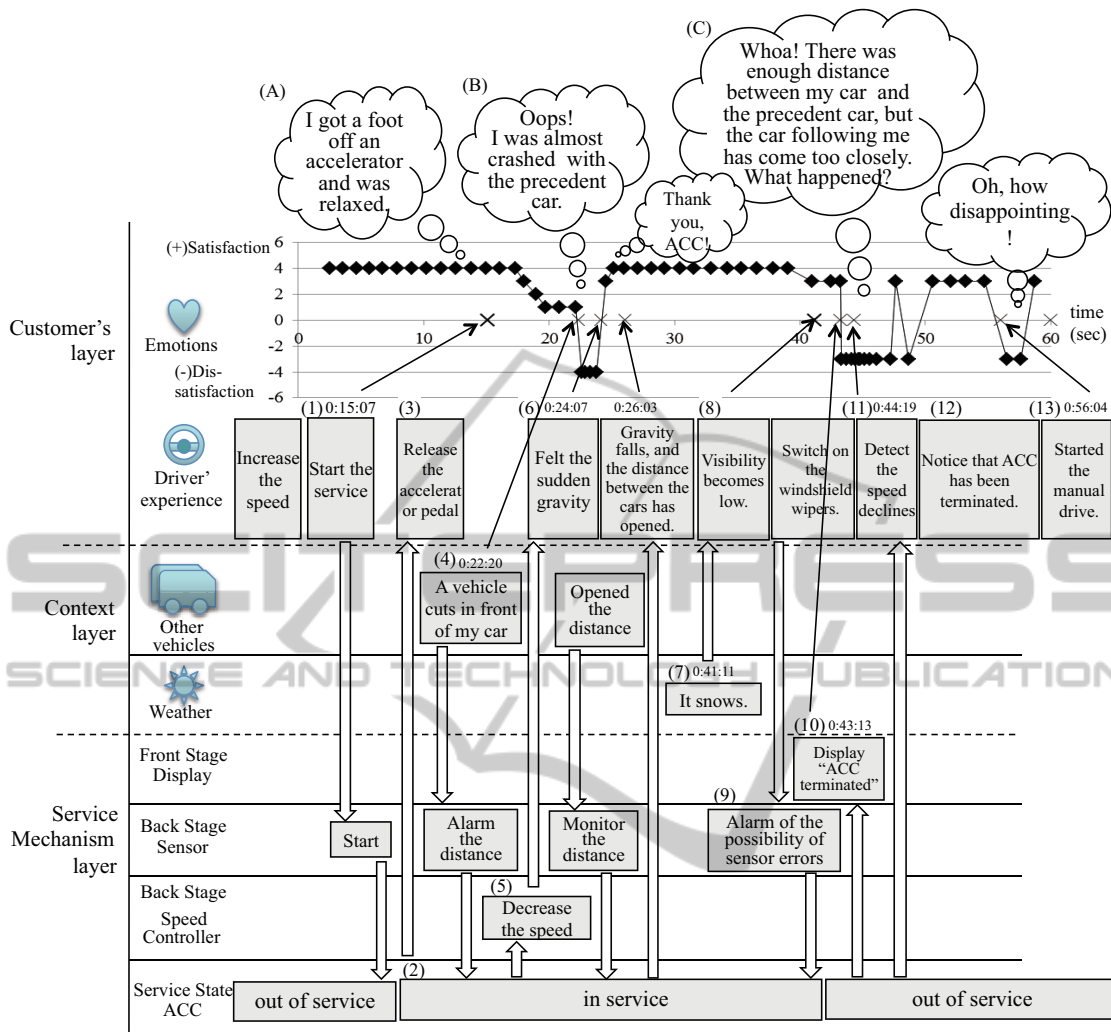 (A)
I got a foot
off an
accelerator
and was
relaxed.
(B)
Oops!
I was almost
crashed with
the precedent
car.
Thank
you,
ACC!
(C)
Whoa! There was
enough distance
between my car and
the precedent car, but
the car following me
has come too closely.
What happened?
Oh, how
disappointing
!
Customer's
layer
(+)Satisfaction
Emotions
(-)Dis-
satisfaction
6
4
2
0
-2
-4
-6
0
10
20
30
40
50
60
time
(sec)
Driver'
experience
Increase
the
speed
(1) 0:15:07
Start the
service
(3)
Release
the
accelerat
or pedal
(6) 0:24:07
Felt the
sudden
gravity
0:26:03
Gravity
falls, and
the distance
between the
cars has
opened.
(8)
Visibility
becomes
low.
Switch on
the
windshield
wipers.
(11) 0:44:19
Detect
the
speed
declines
(12)
Notice that ACC
has been
terminated.
(13) 0:56:04
Started
the
manual
drive.
Context
layer
Other
vehicles
(4) 0:22:20
A vehicle
cuts in front
of my car
Opened
the
distance
SCITEPRESS
SCIENCE AND TECHNOLOGY PUBLICATION
Weather
(7) 0:41:11
It snows.
Service
Mechanism
layer
Front Stage
Display
(10) 0:43:13
Display
“ACC
terminated”
Back Stage
Sensor
Start
Alarm
the
distance
Monitor
the
distance
(9)
Alarm of the
possibility of
sensor errors
Back Stage
Speed
Controller
(5)
Decrease
the speed
Service State
ACC
out of service
(2)
in service
out of service